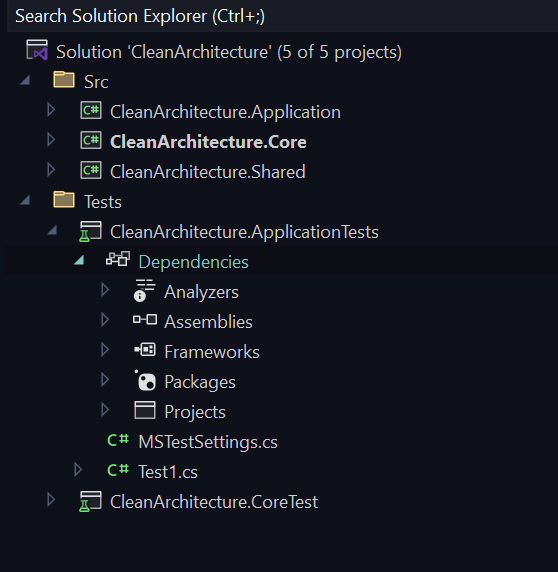 Search Solution Explorer (Ctrl+;)
Solution 'CleanArchitecture' (5 of 5 projects)
Src
C# CleanArchitecture.Application
C# CleanArchitecture.Core
C# CleanArchitecture.Shared
Tests
CleanArchitecture.ApplicationTests
Dependencies
Analyzers
Assemblies
Frameworks
Packages
Projects
C# MSTestSettings.cs
C# Test1.cs
CleanArchitecture.CoreTest